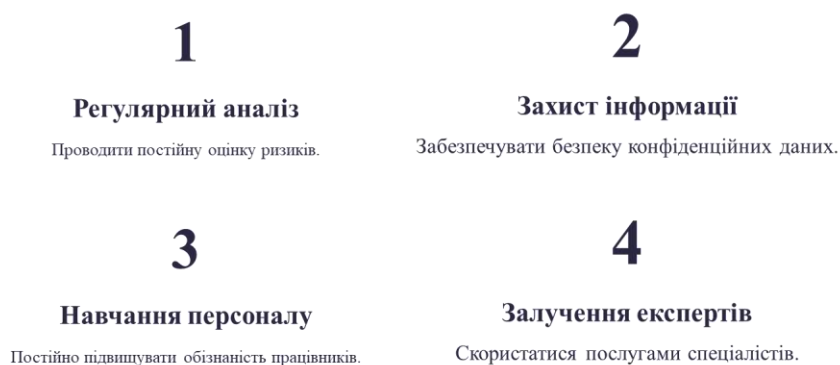 1
Регулярний аналіз
Проводити постійну оцінку ризиків.
2
Захист інформації
Забезпечувати безпеку конфіденційних даних.
3
Навчання персоналу
Постійно підвищувати обізнаність працівників.
4
Залучення експертів
Скористатися послугами спеціалістів.